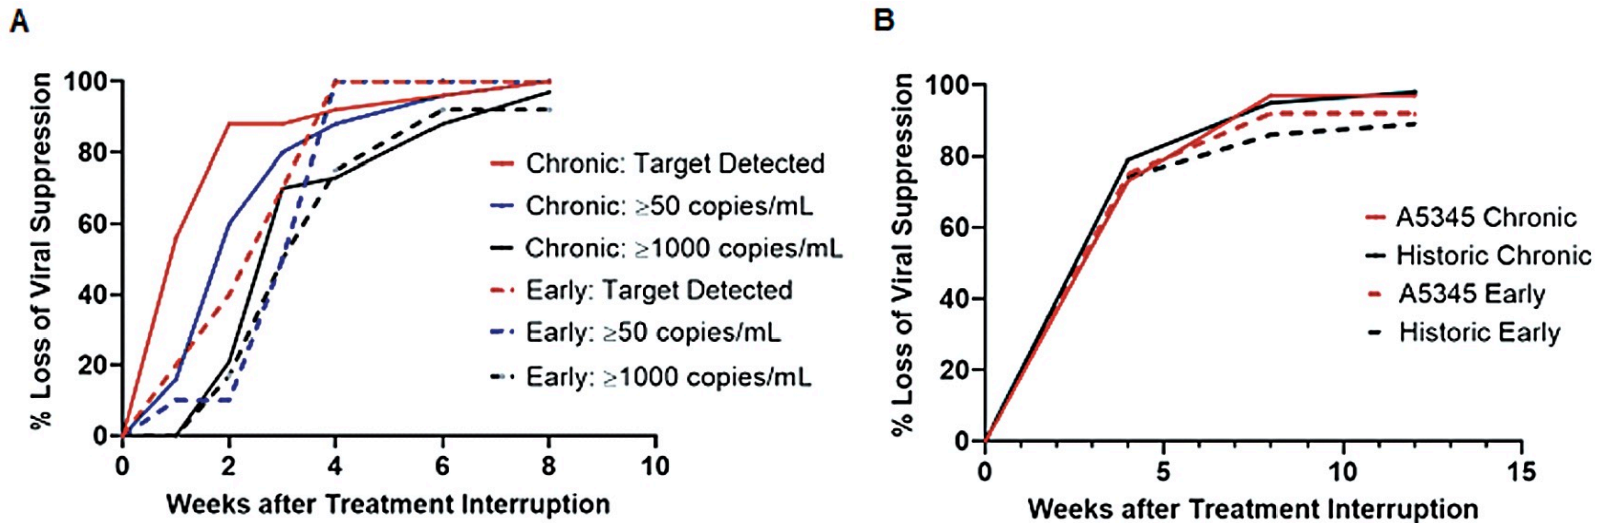 A
% Loss of Viral Suppression
100
80
60
40
20
0
0 2 4 6 8 10
Weeks after Treatment Interruption
Chronic: Target Detected
Chronic: ≥50 copies/mL
Chronic: ≥1000 copies/mL
Early: Target Detected
Early: ≥50 copies/mL
Early: ≥1000 copies/mL
B
% Loss of Viral Suppression
100
80
60
40
20
0
0 5 10 15
Weeks after Treatment Interruption
A5345 Chronic
Historic Chronic
A5345 Early
Historic Early